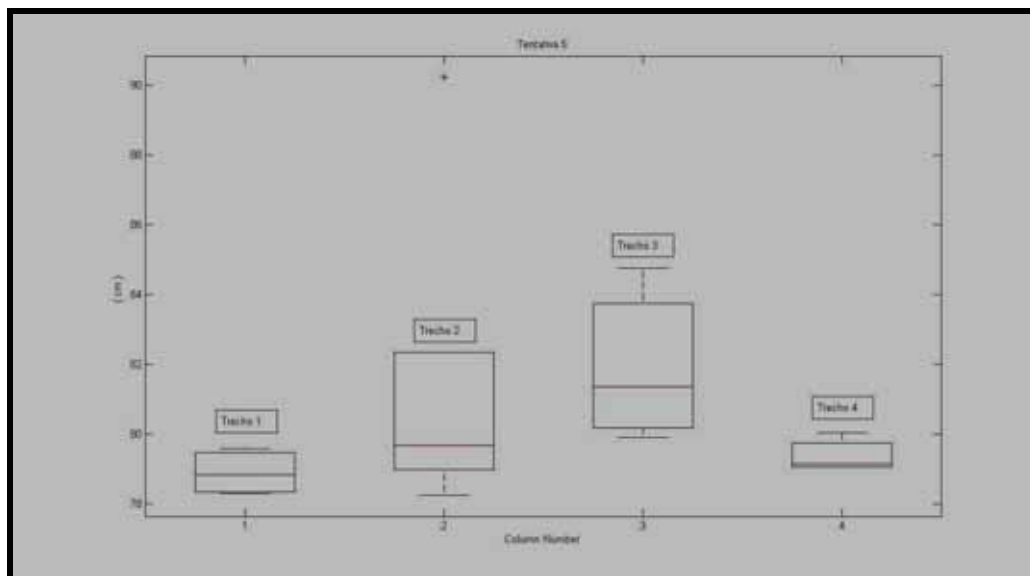 Tentativa 5
90
88
86
84
82
80
78
( cm )
Trecho 1
Trecho 2
Trecho 3
Trecho 4
1
2
3
4
Column Number